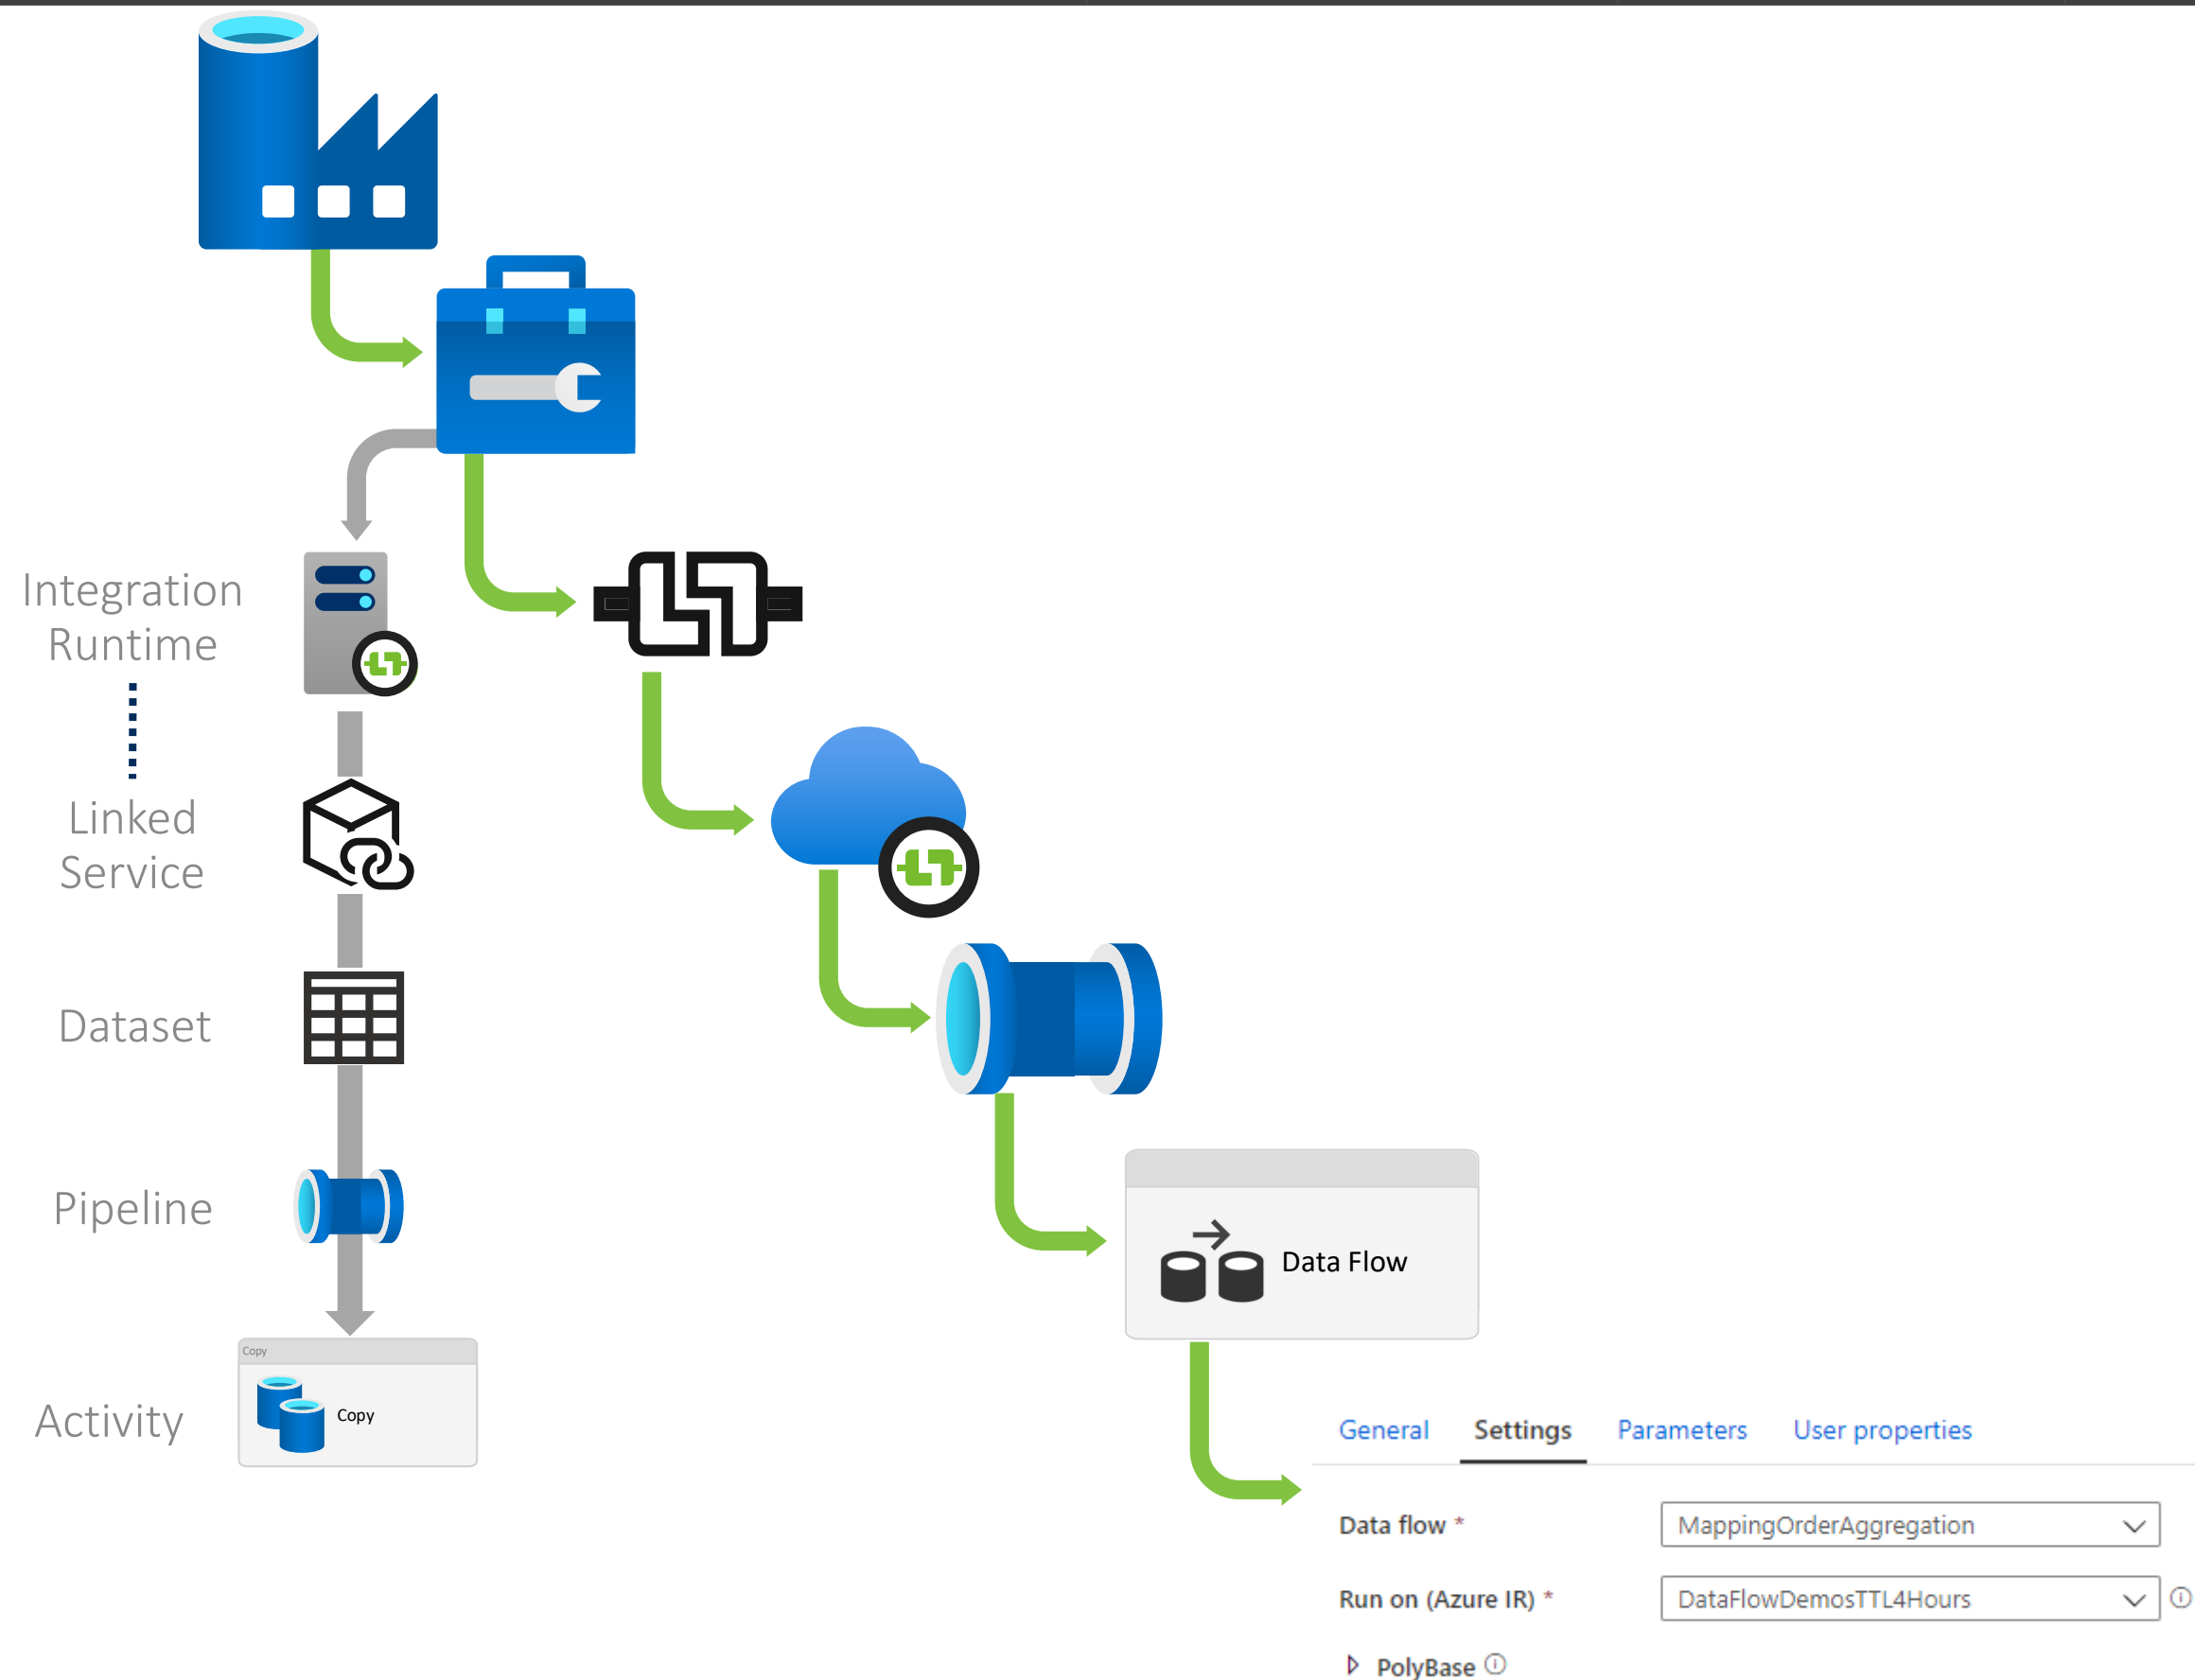 Integration
Runtime
Linked
Service
Dataset
Pipeline
Activity
Copy
Copy
Data Flow
General Settings Parameters User properties
Data flow * MappingOrderAggregation
Run on (Azure IR) * DataFlowDemosTTL4Hours
PolyBase